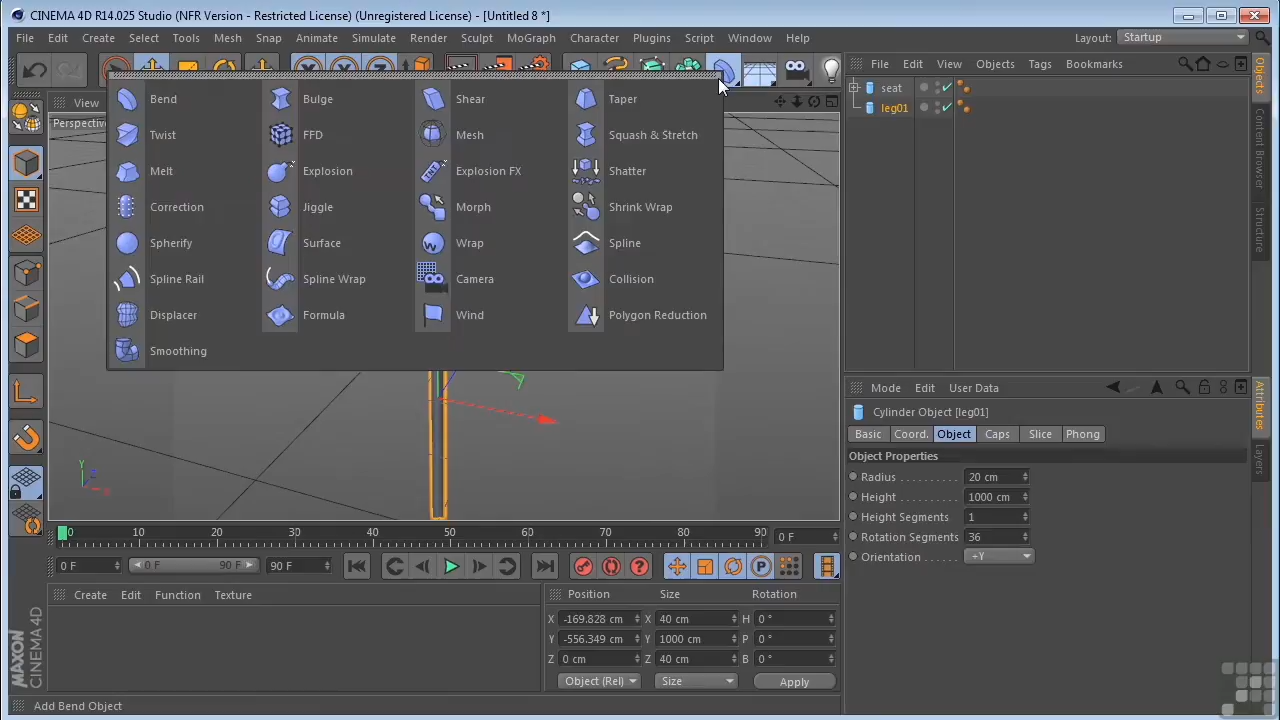 CINEMA 4D R14.025 Studio (NFR Version - Restricted License) (Unregistered License) - [Untitled 8 *]
File Edit Create Select Tools Mesh Snap Animate Simulate Render Sculpt MoGraph Character Plugins Script Window Help Layout: Startup
File Edit View Objects Tags Bookmarks
View
Perspective
Bend Bulge Shear Taper
Twist FFD Mesh Squash & Stretch
Melt Explosion Explosion FX Shatter
Correction Jiggle Morph Shrink Wrap
Spherify Surface Wrap Spline
Spline Rail Spline Wrap Camera Collision
Displacer Formula Wind Polygon Reduction
Smoothing
seat
leg01
Objects
Content Browser
Structure
Mode Edit User Data
Cylinder Object [leg01]
Basic Coord. Object Caps Slice Phong
Object Properties
Radius . . . . . . . . . . 20 cm
Height . . . . . . . . . . 1000 cm
Height Segments 1
Rotation Segments 36
Orientation . . . . . . +Y
Attributes
Layers
Y
Z
X
0 10 20 30 40 50 60 70 80 90 0 F
0 F 0 F 90 F 90 F
Create Edit Function Texture
Position Size Rotation
X -169.828 cm X 40 cm H 0 °
Y -556.349 cm Y 1000 cm P 0 °
Z 0 cm Z 40 cm B 0 °
Object (Rel) Size Apply
MAXON
CINEMA 4D
Add Bend Object